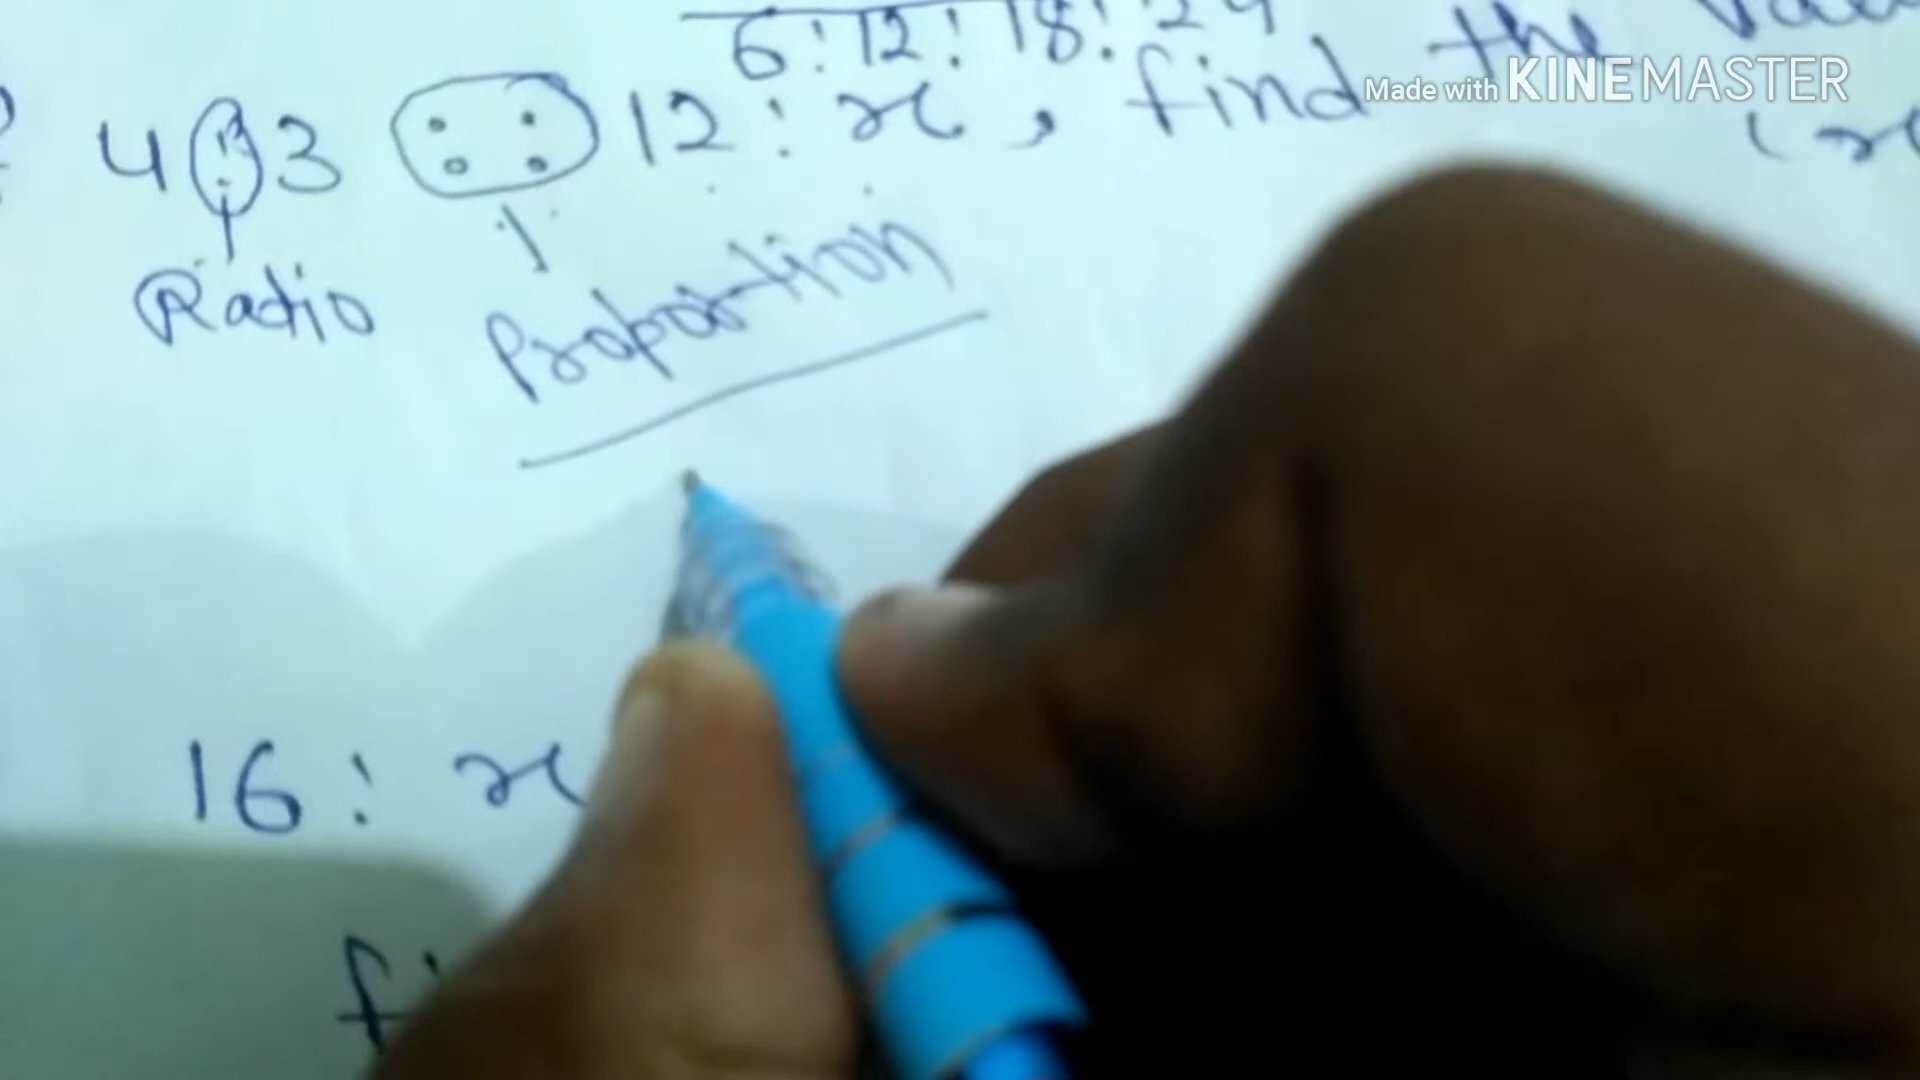 6:12:18:24
4:3 :: 12:x, find the
Made with KINEMASTER
(x
Radio Proportion
16: x